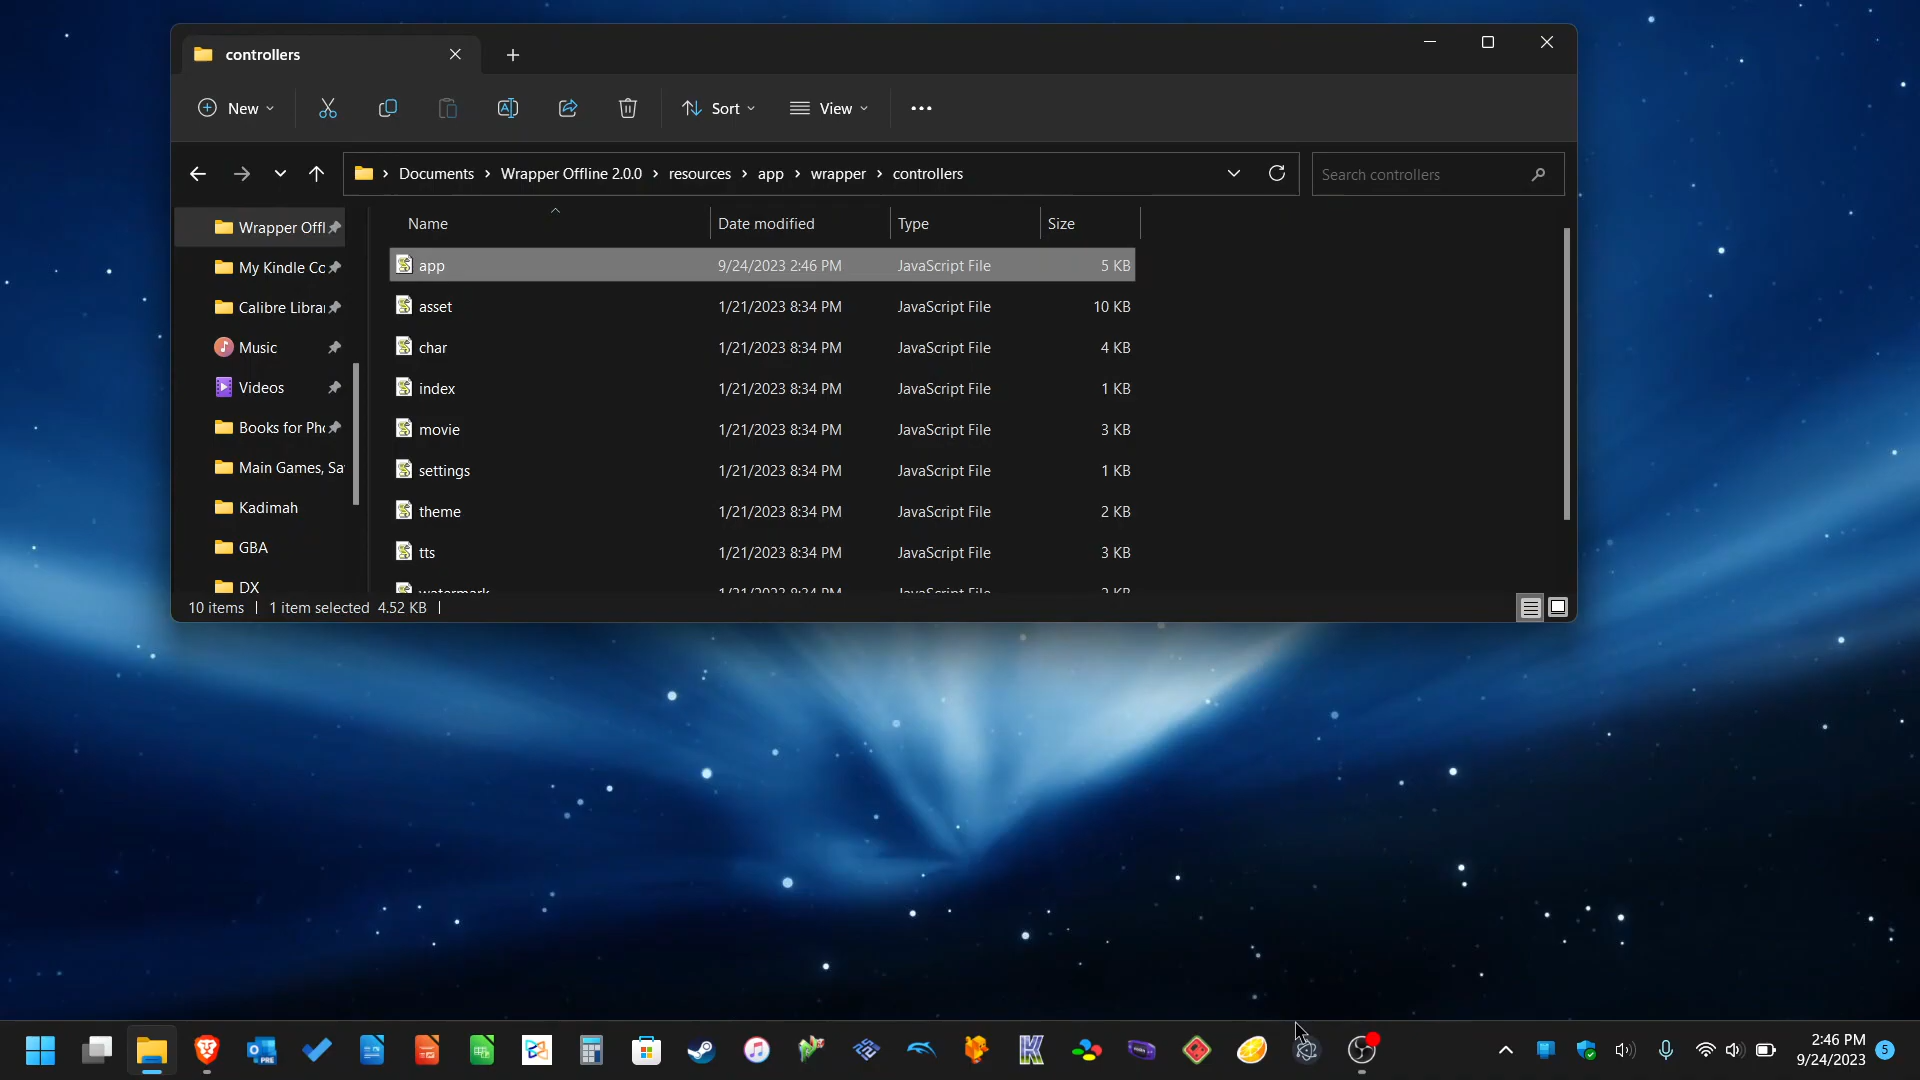 controllers
New
Sort
View
Documents > Wrapper Offline 2.0.0 > resources > app > wrapper > controllers
Search controllers
Name Date modified Type Size
Wrapper Offl
My Kindle Co
Calibre Librar
Music
Videos
Books for Pho
Main Games, Sa
Kadimah
GBA
DX
app 9/24/2023 2:46 PM JavaScript File 5 KB
asset 1/21/2023 8:34 PM JavaScript File 10 KB
char 1/21/2023 8:34 PM JavaScript File 4 KB
index 1/21/2023 8:34 PM JavaScript File 1 KB
movie 1/21/2023 8:34 PM JavaScript File 3 KB
settings 1/21/2023 8:34 PM JavaScript File 1 KB
theme 1/21/2023 8:34 PM JavaScript File 2 KB
tts 1/21/2023 8:34 PM JavaScript File 3 KB
watermark 1/21/2023 8:34 PM JavaScript File 2 KB
10 items | 1 item selected 4.52 KB |
PRE
2:46 PM
9/24/2023
5